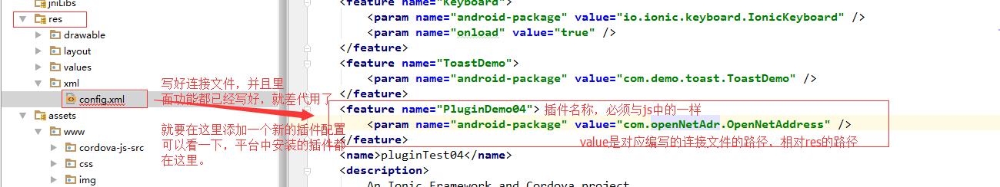 jniLibs
res
drawable
layout
values
xml
config.xml
assets
www
cordova-js-src
css
img
写好连接文件，并且里
面功能都已经写好，就差代用了
就要在这里添加一个新的插件配置
可以看一下，平台中安装的插件都
在这里。
<feature name="Keyboard">
<param name="android-package" value="io.ionic.keyboard.IonicKeyboard" />
<param name="onload" value="true" />
</feature>
<feature name="ToastDemo">
<param name="android-package" value="com.demo.toast.ToastDemo" />
</feature>
<feature name="PluginDemo04"> 插件名称，必须与js中的一样
<param name="android-package" value="com.openNetAdr.OpenNetAddress" />
</feature>
value是对应编写的连接文件的路径，相对res的路径
<name>pluginTest04</name>
<description>
An Ionic Framework and Cordova project.